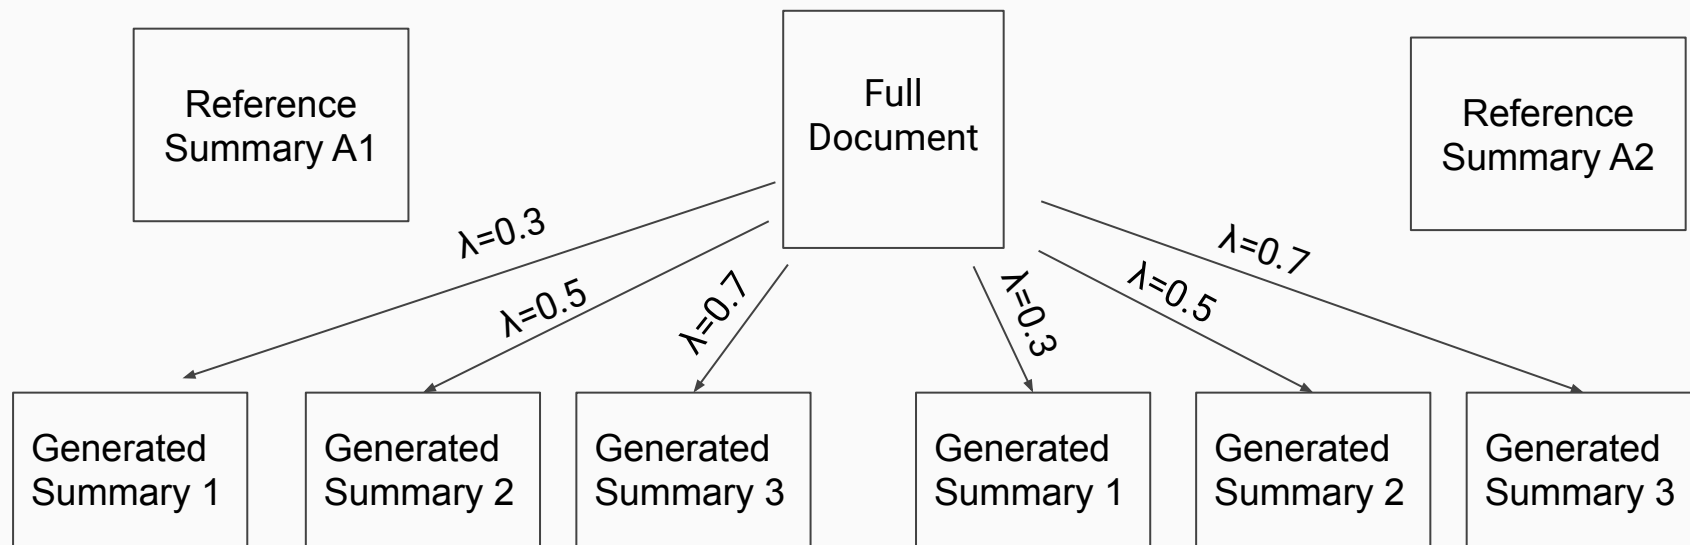 Reference
Summary A1
Full
Document
Reference
Summary A2
λ=0.3
λ=0.5
λ=0.7
λ=0.3
λ=0.5
λ=0.7
Generated
Summary 1
Generated
Summary 2
Generated
Summary 3
Generated
Summary 1
Generated
Summary 2
Generated
Summary 3